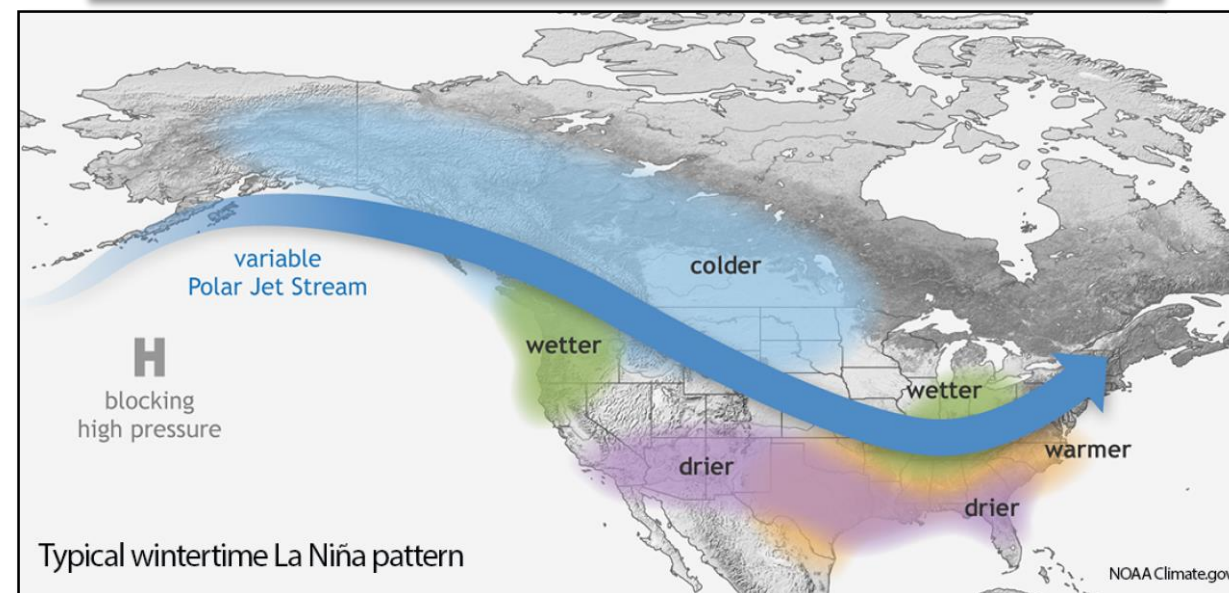 colder
variable
Polar Jet Stream
wetter
H
blocking
high pressure
wetter
warmer
drier
drier
Typical wintertime La Niña pattern
NOAA Climate.gov